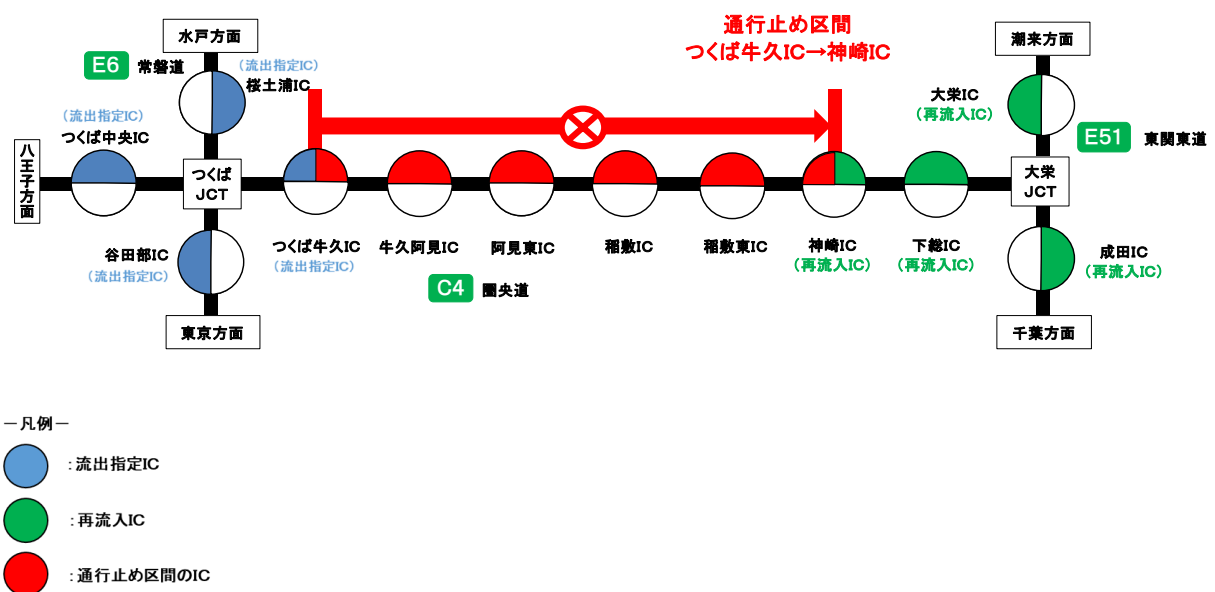 通行止め区間
つくば牛久IC→神崎IC
水戸方面
潮来方面
E6 常磐道
(流出指定IC)
桜土浦IC
(流出指定IC)
つくば中央IC
大栄IC
(再流入IC)
E51 東関東道
八王子方面
つくば
JCT
大栄
JCT
谷田部IC
(流出指定IC)
つくば牛久IC
(流出指定IC)
牛久阿見IC
阿見東IC
稲敷IC
稲敷東IC
神崎IC
(再流入IC)
下総IC
(再流入IC)
成田IC
(再流入IC)
C4 圏央道
東京方面
千葉方面
－凡例－
：流出指定IC
：再流入IC
：通行止め区間のIC